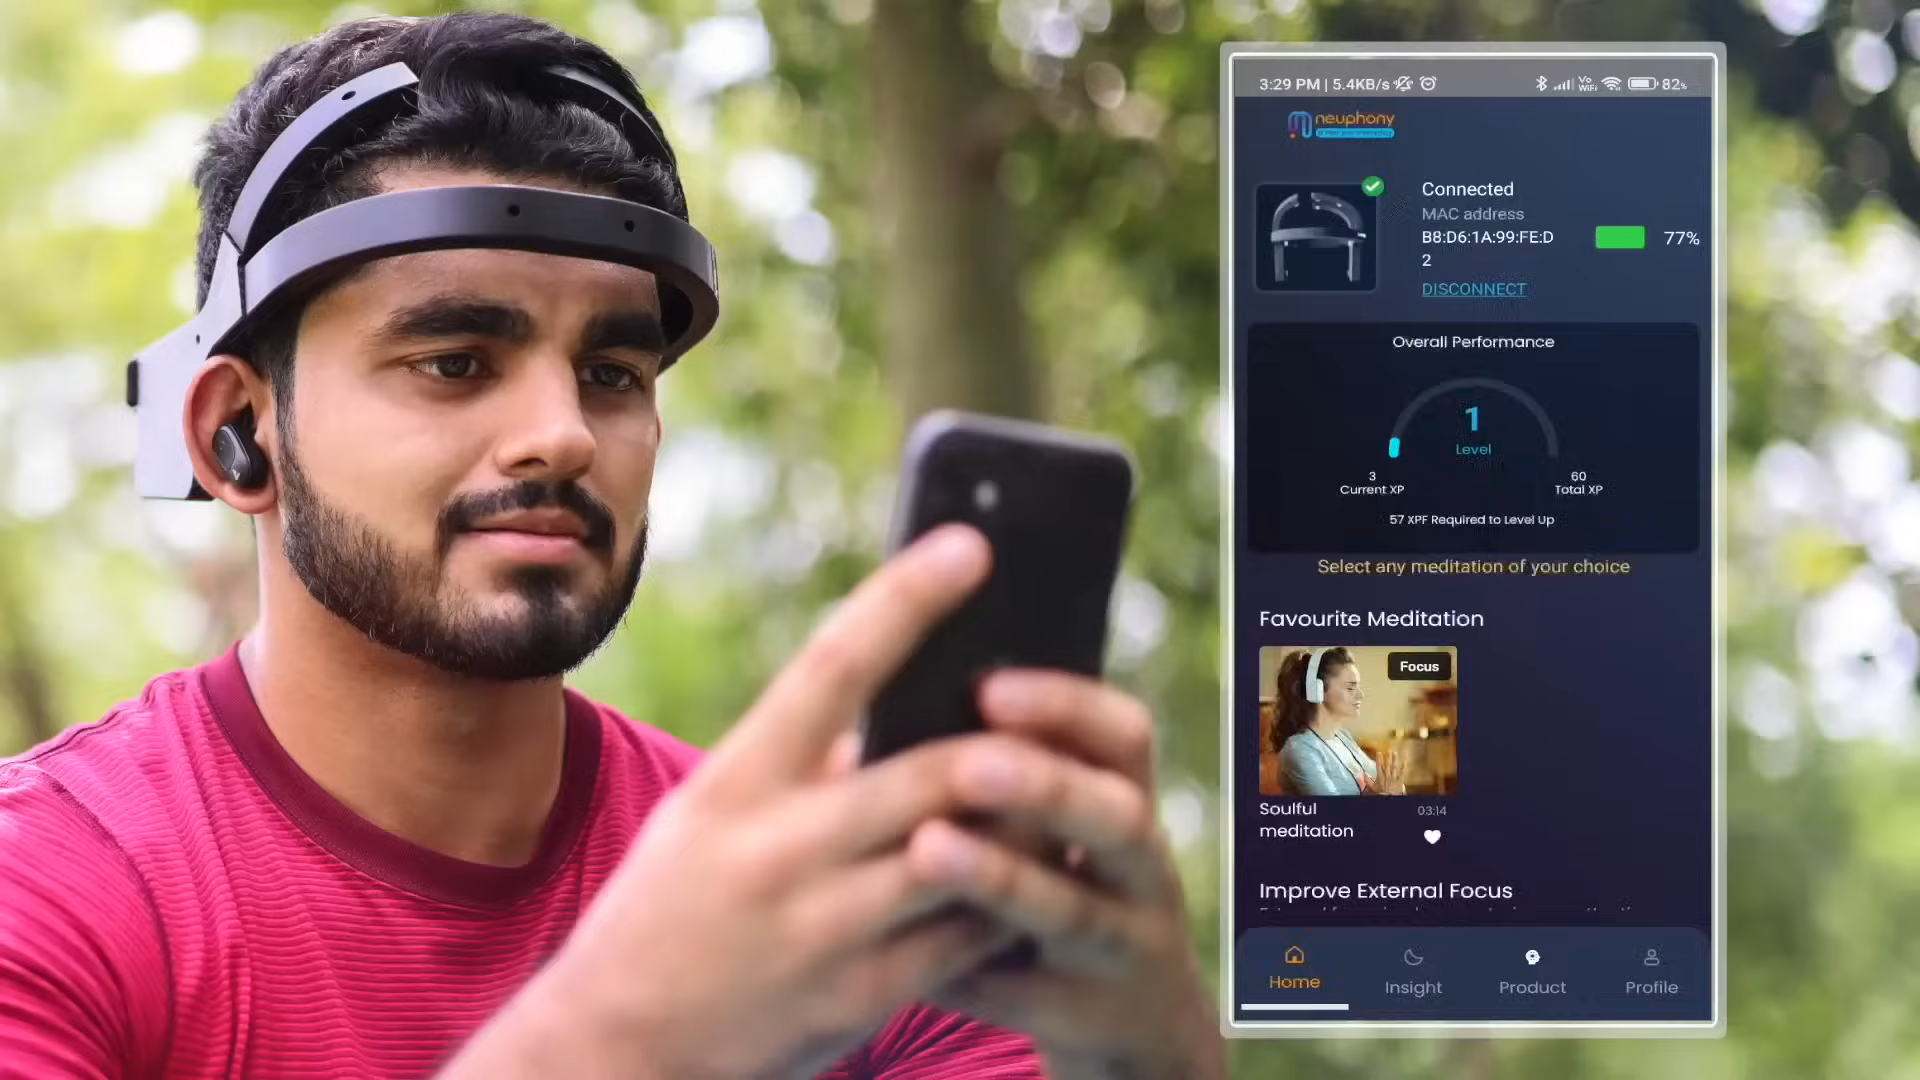 3:29 PM | 5.4KB/s
Vo
WiFi
82%
neuphony
Connected
MAC address
B8:D6:1A:99:FE:D
2
77%
DISCONNECT
Overall Performance
1
Level
3
Current XP
60
Total XP
57 XPF Required to Level Up
Select any meditation of your choice
Favourite Meditation
Focus
Soulful
meditation
03:14
Improve External Focus
Home
Insight
Product
Profile